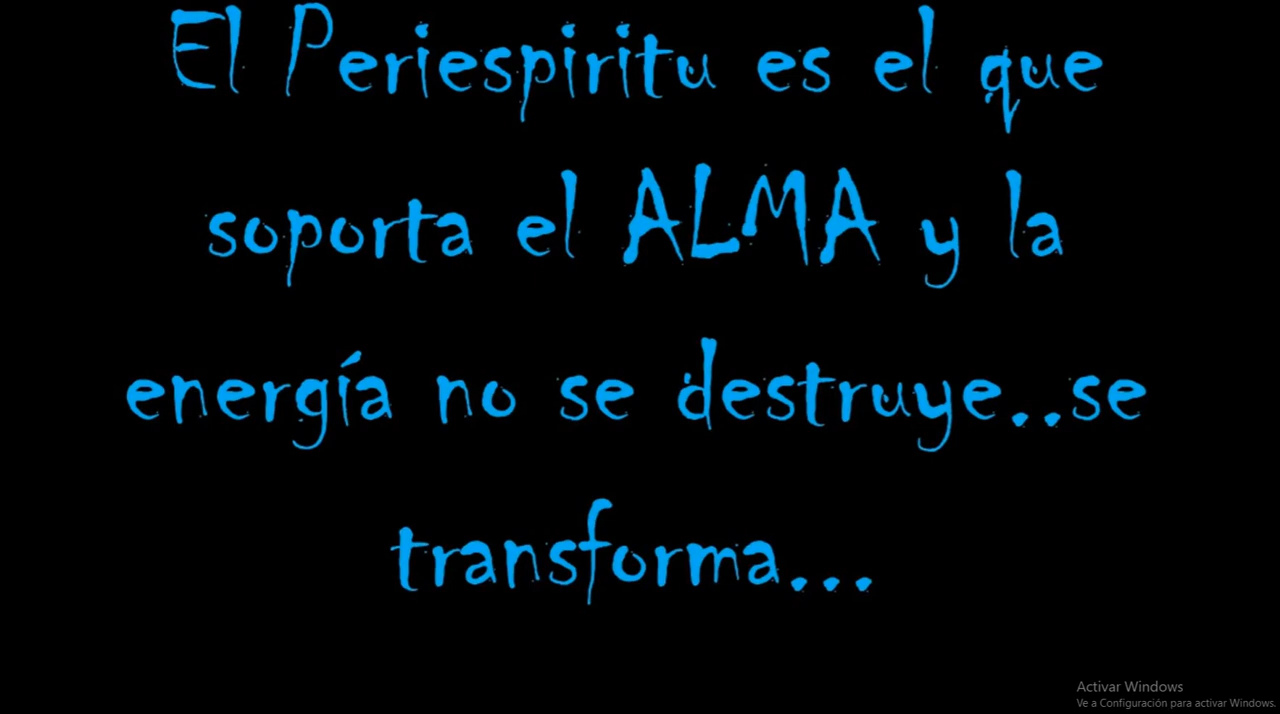 El Periespiritu es el que
soporta el ALMA y la
energía no se destruye..se
transforma...
Activar Windows
Ve a Configuración para activar Windows.